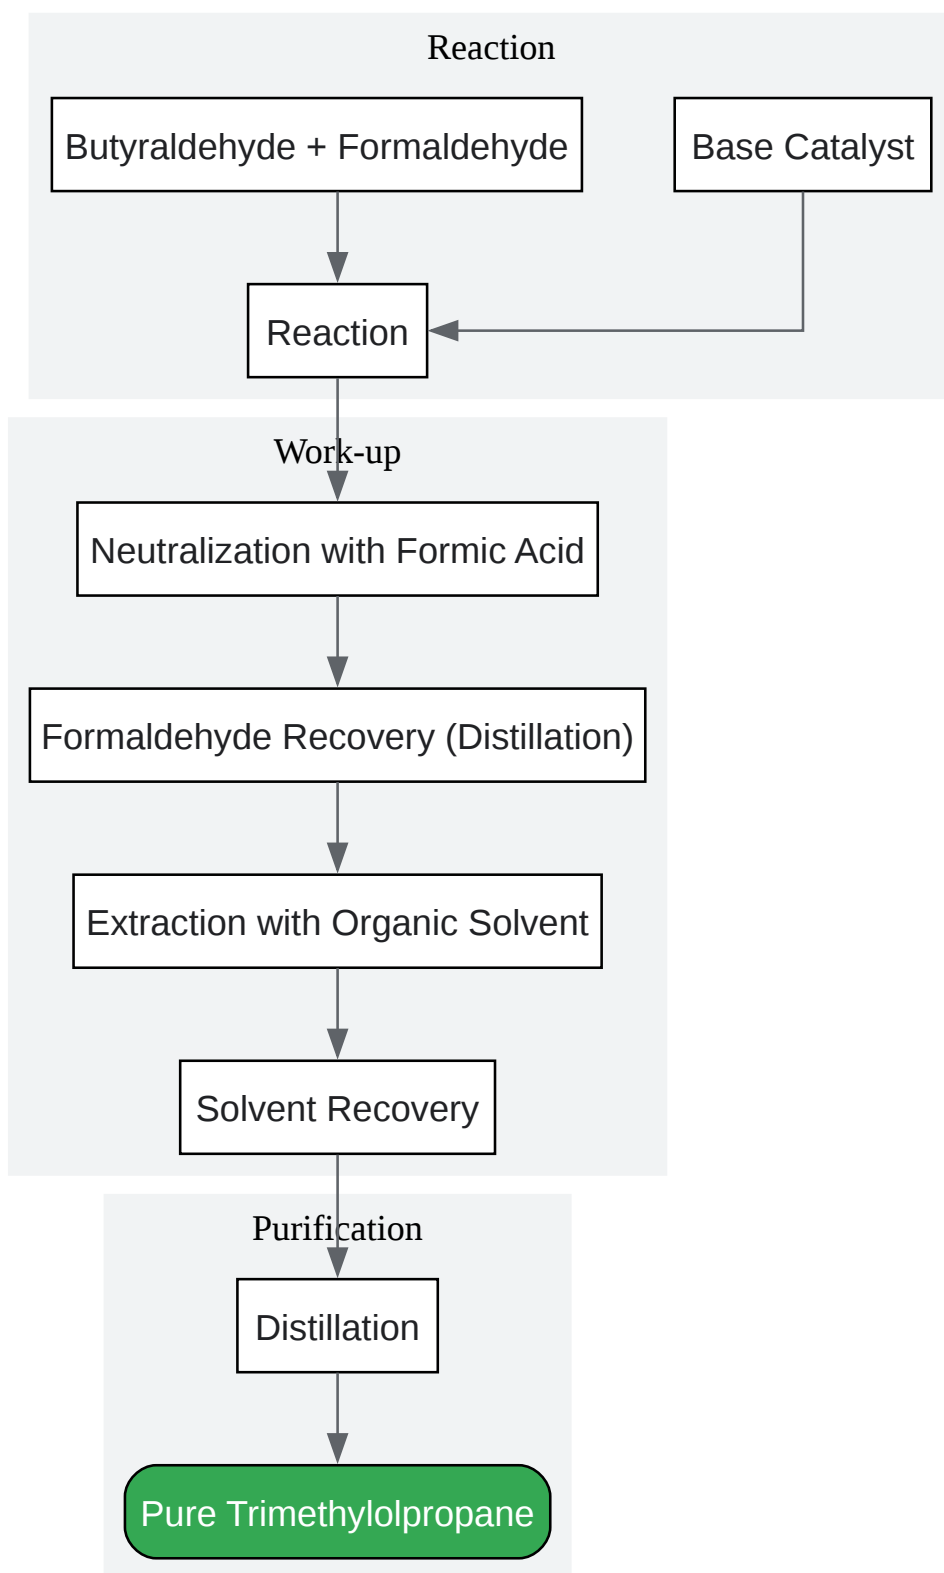 Reaction
Butyraldehyde + Formaldehyde
Base Catalyst
Reaction
Work-up
Neutralization with Formic Acid
Formaldehyde Recovery (Distillation)
Extraction with Organic Solvent
Solvent Recovery
Purification
Distillation
Pure Trimethylolpropane